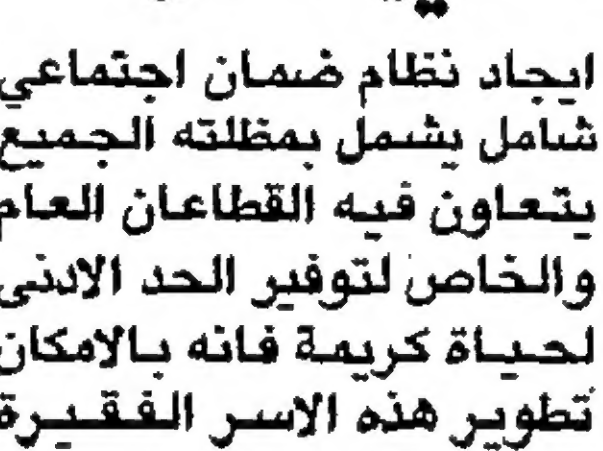 ايجاد نظام ضمان اجتماعي
شامل يشمل بمظلته الجميع
يتعاون فيه القطاعان العام
والخاص لتوفير الحد الادنى
لحياة كريمة فانه بالامكان
تطوير هذه الاسر الفقيرة